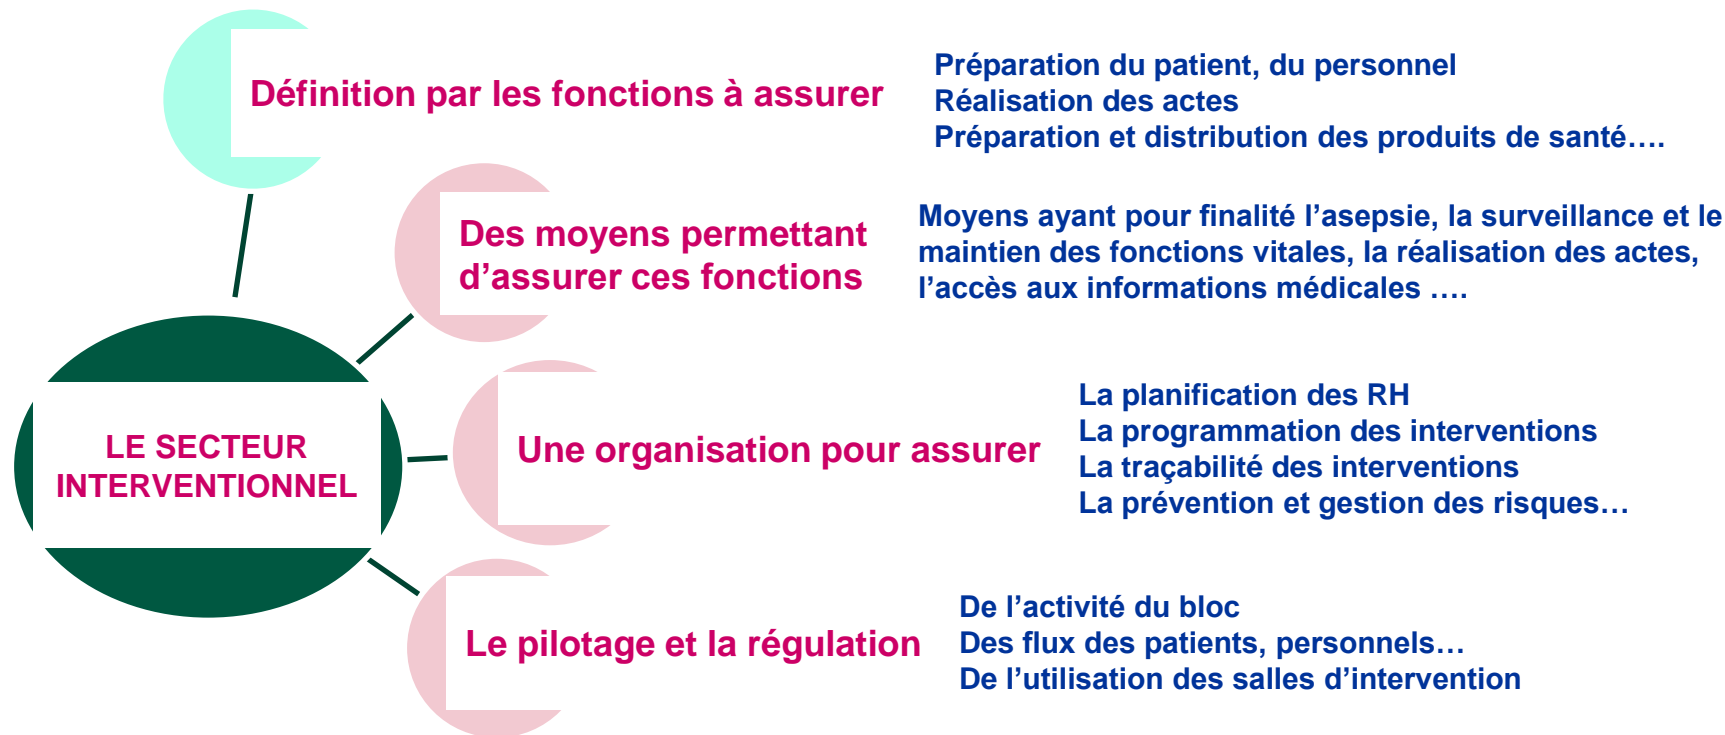 Définition par les fonctions à assurer
Préparation du patient, du personnel
Réalisation des actes
Préparation et distribution des produits de santé….
Des moyens permettant
d’assurer ces fonctions
Moyens ayant pour finalité l’asepsie, la surveillance et le
maintien des fonctions vitales, la réalisation des actes,
l’accès aux informations médicales ….
LE SECTEUR
INTERVENTIONNEL
Une organisation pour assurer
La planification des RH
La programmation des interventions
La traçabilité des interventions
La prévention et gestion des risques…
Le pilotage et la régulation
De l’activité du bloc
Des flux des patients, personnels…
De l’utilisation des salles d’intervention